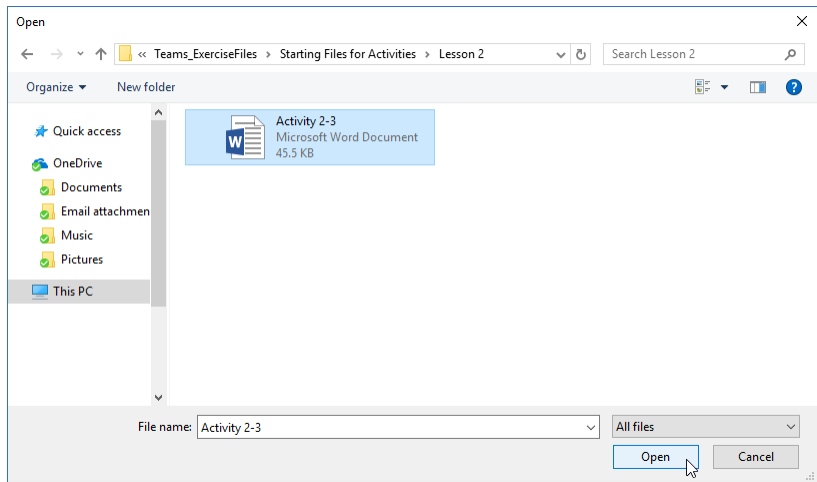 Open
« Teams_ExerciseFiles > Starting Files for Activities > Lesson 2
Search Lesson 2
Organize
New folder
?
Quick access
OneDrive
Documents
Email attachmen
Music
Pictures
This PC
W
Activity 2-3
Microsoft Word Document
45.5 KB
File name: Activity 2-3
All files
Open
Cancel